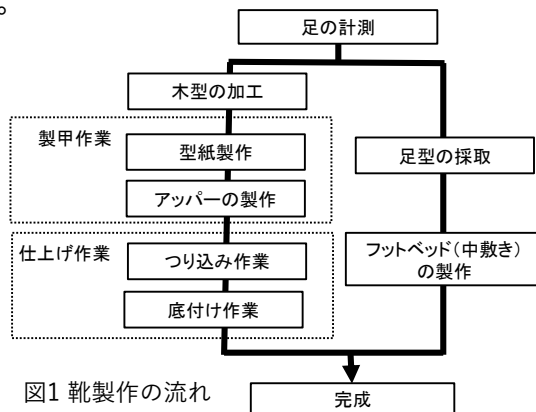 。
足の計測
木型の加工
製甲作業
型紙製作
足型の採取
アッパーの製作
仕上げ作業
つり込み作業
フットベッド(中敷き)
の製作
底付け作業
図1 靴製作の流れ
完成